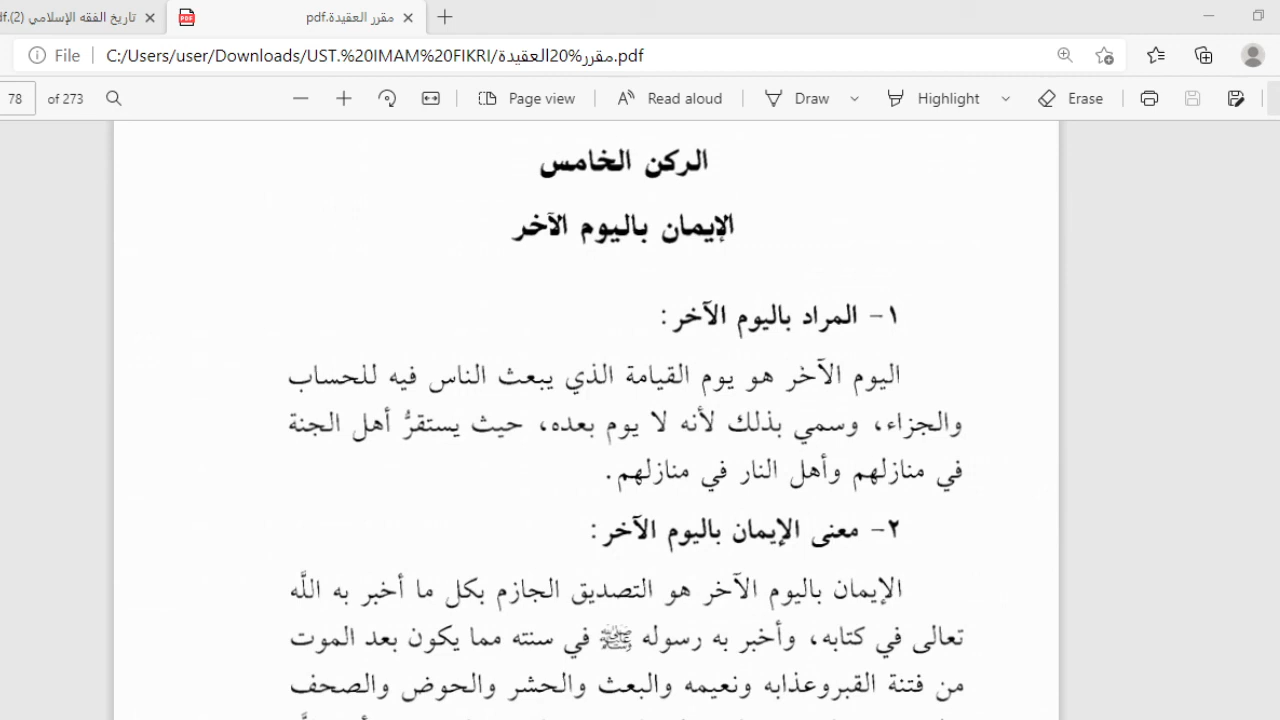 تاريخ الفقه الإسلامي (2).pdf
مقرر العقيدة.pdf
File
C:/Users/user/Downloads/UST.%20IMAM%20FIKRI/مقرر%20العقيدة.pdf
78 of 273
Page view
Read aloud
Draw
Highlight
Erase
الركن الخامس
الإيمان باليوم الآخر
١- المراد باليوم الآخر:
اليوم الآخر هو يوم القيامة الذي يبعث الناس فيه للحساب
والجزاء، وسمي بذلك لأنه لا يوم بعده، حيث يستقرُّ أهل الجنة
في منازلهم وأهل النار في منازلهم.
٢- معنى الإيمان باليوم الآخر:
الإيمان باليوم الآخر هو التصديق الجازم بكل ما أخبر به اللَّه
تعالى في كتابه، وأخبر به رسوله ﷺ في سنته مما يكون بعد الموت
من فتنة القبروعذابه ونعيمه والبعث والحشر والحوض والصحف